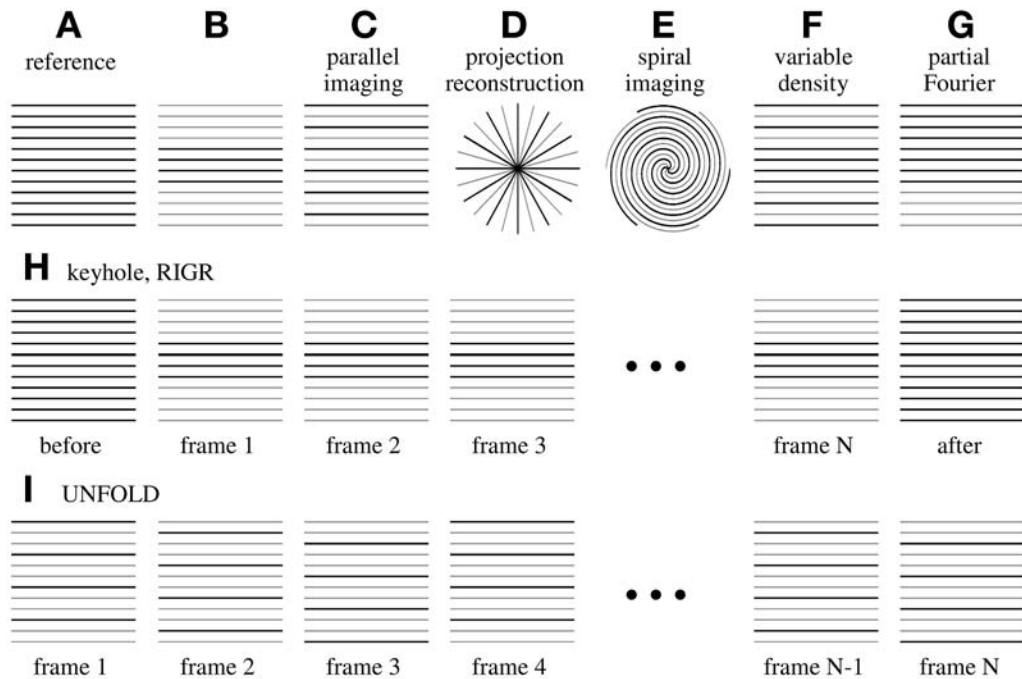 A B C D E F G
reference parallel projection spiral variable partial
imaging reconstruction imaging density Fourier
H keyhole, RIGR
before frame 1 frame 2 frame 3 frame N after
I UNFOLD
frame 1 frame 2 frame 3 frame 4 frame N-1 frame N